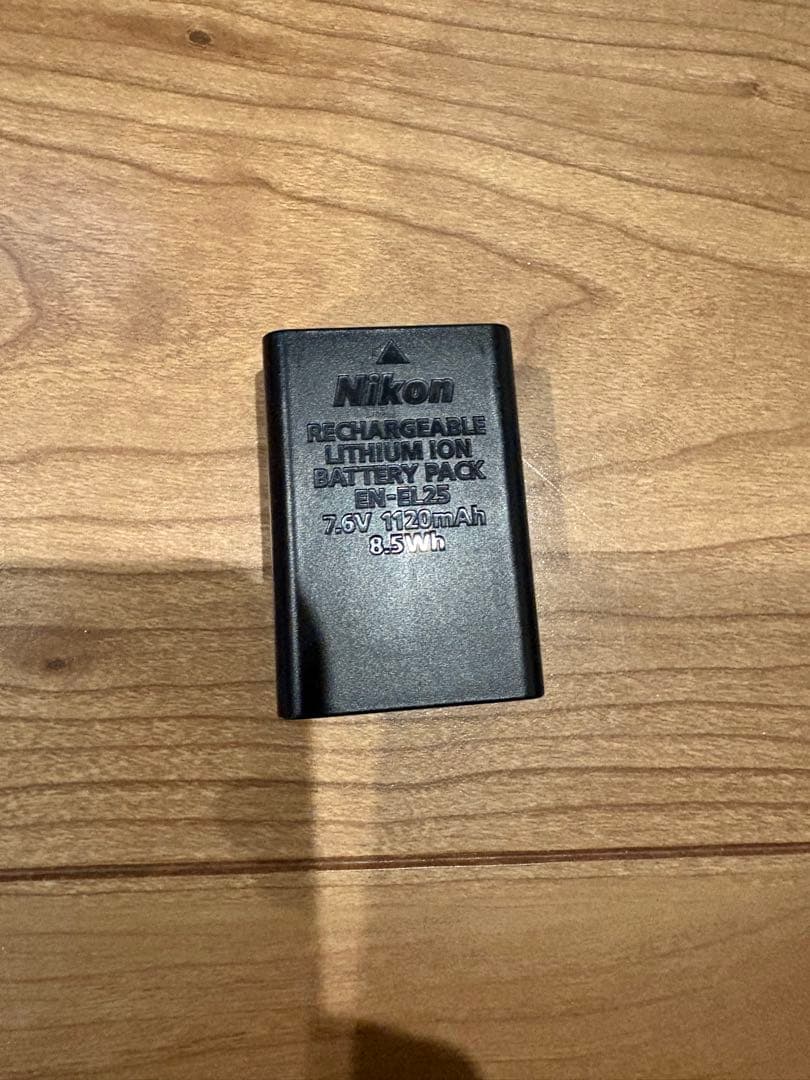 Nikon
RECHARGEABLE
LITHIUM ION
BATTERY PACK
EN-EL25
7.6V 1120mAh
8.5Wh